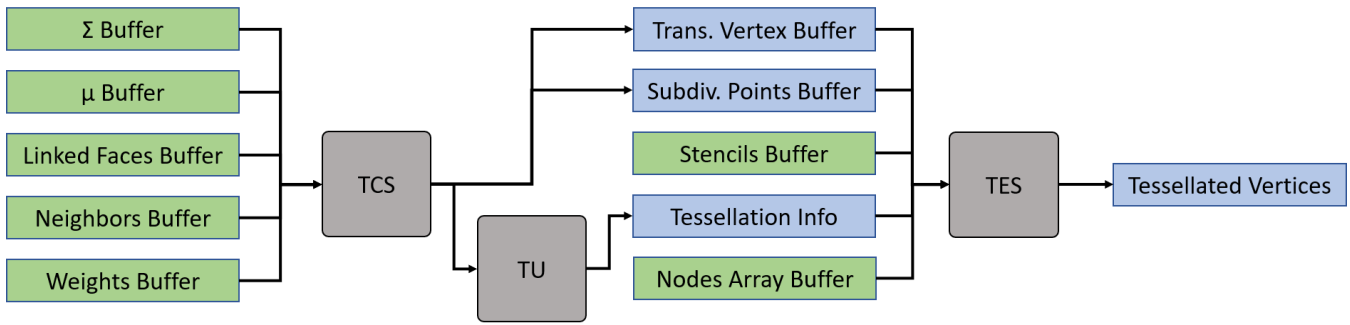 Σ Buffer
μ Buffer
Linked Faces Buffer
Neighbors Buffer
Weights Buffer
TCS
TU
Trans. Vertex Buffer
Subdiv. Points Buffer
Stencils Buffer
Tessellation Info
Nodes Array Buffer
TES
Tessellated Vertices